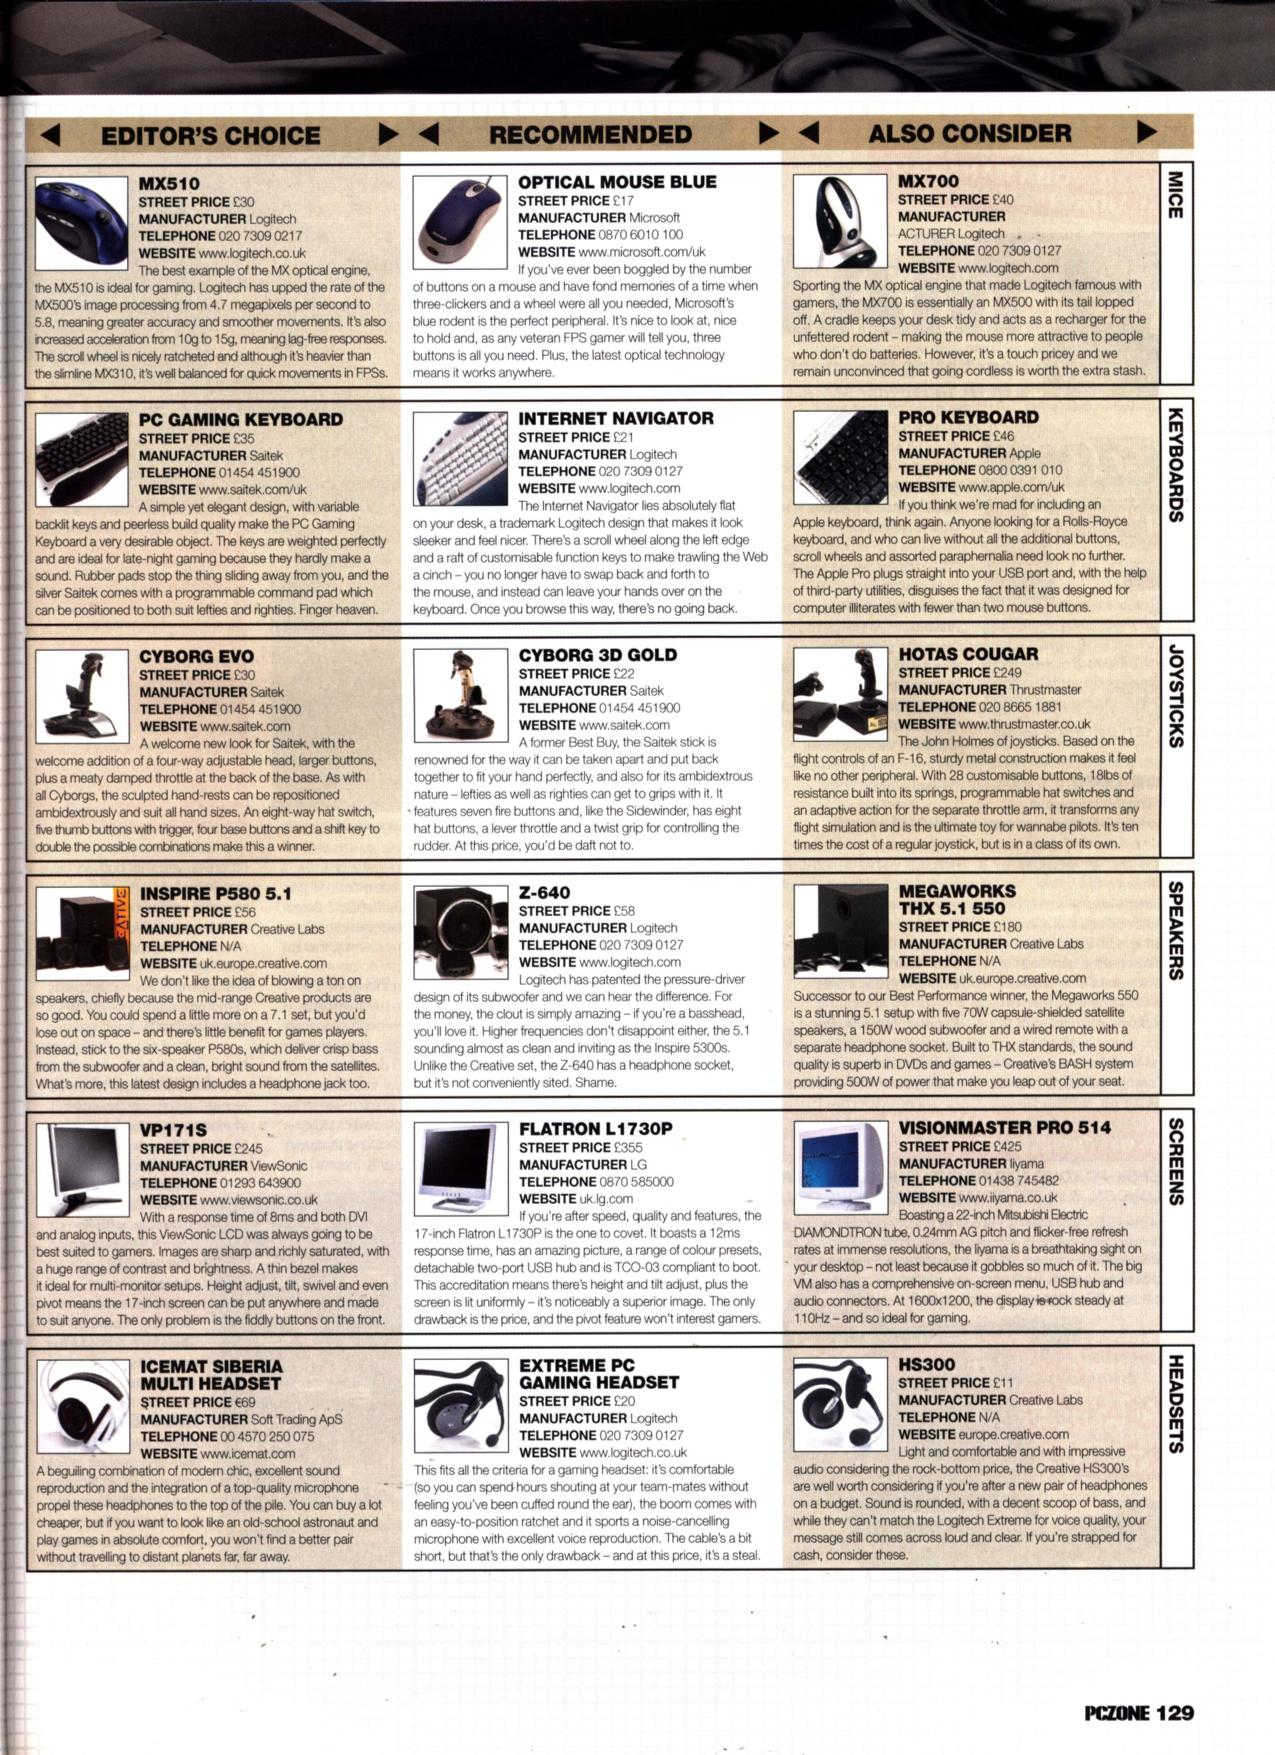 EDITOR'S CHOICE
RECOMMENDED
ALSO CONSIDER
MICE
MX510
STREET PRICE £30
MANUFACTURER Logitech
TELEPHONE 020 7309 0217
WEBSITE www.logitech.co.uk
The best example of the MX optical engine,
the MX510 is ideal for gaming. Logitech has upped the rate of the
MX500's image processing from 4.7 megapixels per second to
5.8, meaning greater accuracy and smoother movements. It's also
increased acceleration from 10g to 15g, meaning lag-free responses.
The scroll wheel is nicely ratcheted and although it's heavier than
the slimline MX310, it's well balanced for quick movements in FPSs.
OPTICAL MOUSE BLUE
STREET PRICE £17
MANUFACTURER Microsoft
TELEPHONE 0870 6010 100
WEBSITE www.microsoft.com/uk
If you've ever been boggled by the number
of buttons on a mouse and have fond memories of a time when
three-clickers and a wheel were all you needed, Microsoft's
blue rodent is the perfect peripheral. It's nice to look at, nice
to hold and, as any veteran FPS gamer will tell you, three
buttons is all you need. Plus, the latest optical technology
means it works anywhere.
MX700
STREET PRICE £40
MANUFACTURER
ACTURER Logitech
TELEPHONE 020 7309 0127
WEBSITE www.logitech.com
Sporting the MX optical engine that made Logitech famous with
gamers, the MX700 is essentially an MX500 with its tail lopped
off. A cradle keeps your desk tidy and acts as a recharger for the
unfettered rodent – making the mouse more attractive to people
who don't do batteries. However, it's a touch pricey and we
remain unconvinced that going cordless is worth the extra stash.
KEYBOARDS
PC GAMING KEYBOARD
STREET PRICE £35
MANUFACTURER Saitek
TELEPHONE 01454 451900
WEBSITE www.saitek.com/uk
A simple yet elegant design, with variable
backlit keys and peerless build quality make the PC Gaming
Keyboard a very desirable object. The keys are weighted perfectly
and are ideal for late-night gaming because they hardly make a
sound. Rubber pads stop the thing sliding away from you, and the
silver Saitek comes with a programmable command pad which
can be positioned to both suit lefties and righties. Finger heaven.
INTERNET NAVIGATOR
STREET PRICE £21
MANUFACTURER Logitech
TELEPHONE 020 7309 0127
WEBSITE www.logitech.com
The Internet Navigator lies absolutely flat
on your desk, a trademark Logitech design that makes it look
sleeker and feel nicer. There's a scroll wheel along the left edge
and a raft of customisable function keys to make trawling the Web
a cinch – you no longer have to swap back and forth to
the mouse, and instead can leave your hands over on the
keyboard. Once you browse this way, there's no going back.
PRO KEYBOARD
STREET PRICE £46
MANUFACTURER Apple
TELEPHONE 0800 0391 010
WEBSITE www.apple.com/uk
If you think we're mad for including an
Apple keyboard, think again. Anyone looking for a Rolls-Royce
keyboard, and who can live without all the additional buttons,
scroll wheels and assorted paraphernalia need look no further.
The Apple Pro plugs straight into your USB port and, with the help
of third-party utilities, disguises the fact that it was designed for
computer illiterates with fewer than two mouse buttons.
JOYSTICKS
CYBORG EVO
STREET PRICE £30
MANUFACTURER Saitek
TELEPHONE 01454 451900
WEBSITE www.saitek.com
A welcome new look for Saitek, with the
welcome addition of a four-way adjustable head, larger buttons,
plus a meaty damped throttle at the back of the base. As with
all Cyborgs, the sculpted hand-rests can be repositioned
ambidextrously and suit all hand sizes. An eight-way hat switch,
five thumb buttons with trigger, four base buttons and a shift key to
double the possible combinations make this a winner.
CYBORG 3D GOLD
STREET PRICE £22
MANUFACTURER Saitek
TELEPHONE 01454 451900
WEBSITE www.saitek.com
A former Best Buy, the Saitek stick is
renowned for the way it can be taken apart and put back
together to fit your hand perfectly, and also for its ambidextrous
nature – lefties as well as righties can get to grips with it. It
features seven fire buttons and, like the Sidewinder, has eight
hat buttons, a lever throttle and a twist grip for controlling the
rudder. At this price, you'd be daft not to.
HOTAS COUGAR
STREET PRICE £249
MANUFACTURER Thrustmaster
TELEPHONE 020 8665 1881
WEBSITE www.thrustmaster.co.uk
The John Holmes of joysticks. Based on the
flight controls of an F-16, sturdy metal construction makes it feel
like no other peripheral. With 28 customisable buttons, 18lbs of
resistance built into its springs, programmable hat switches and
an adaptive action for the separate throttle arm, it transforms any
flight simulation and is the ultimate toy for wannabe pilots. It's ten
times the cost of a regular joystick, but is in a class of its own.
SPEAKERS
INSPIRE P580 5.1
STREET PRICE £56
MANUFACTURER Creative Labs
TELEPHONE N/A
WEBSITE uk.europe.creative.com
We don't like the idea of blowing a ton on
speakers, chiefly because the mid-range Creative products are
so good. You could spend a little more on a 7.1 set, but you'd
lose out on space – and there's little benefit for games players.
Instead, stick to the six-speaker P580s, which deliver crisp bass
from the subwoofer and a clean, bright sound from the satellites.
What's more, this latest design includes a headphone jack too.
Z-640
STREET PRICE £58
MANUFACTURER Logitech
TELEPHONE 020 7309 0127
WEBSITE www.logitech.com
Logitech has patented the pressure-driver
design of its subwoofer and we can hear the difference. For
the money, the clout is simply amazing – if you're a basshead,
you'll love it. Higher frequencies don't disappoint either, the 5.1
sounding almost as clean and inviting as the Inspire 5300s.
Unlike the Creative set, the Z-640 has a headphone socket,
but it's not conveniently sited. Shame.
MEGAWORKS
THX 5.1 550
STREET PRICE £180
MANUFACTURER Creative Labs
TELEPHONE N/A
WEBSITE uk.europe.creative.com
Successor to our Best Performance winner, the Megaworks 550
is a stunning 5.1 setup with five 70W capsule-shielded satellite
speakers, a 150W wood subwoofer and a wired remote with a
separate headphone socket. Built to THX standards, the sound
quality is superb in DVDs and games – Creative's BASH system
providing 500W of power that make you leap out of your seat.
SCREENS
VP171S
STREET PRICE £245
MANUFACTURER ViewSonic
TELEPHONE 01293 643900
WEBSITE www.viewsonic.co.uk
With a response time of 8ms and both DVI
and analog inputs, this ViewSonic LCD was always going to be
best suited to gamers. Images are sharp and richly saturated, with
a huge range of contrast and brightness. A thin bezel makes
it ideal for multi-monitor setups. Height adjust, tilt, swivel and even
pivot means the 17-inch screen can be put anywhere and made
to suit anyone. The only problem is the fiddly buttons on the front.
FLATRON L1730P
STREET PRICE £355
MANUFACTURER LG
TELEPHONE 0870 585000
WEBSITE uk.lg.com
If you're after speed, quality and features, the
17-inch Flatron L1730P is the one to covet. It boasts a 12ms
response time, has an amazing picture, a range of colour presets,
detachable two-port USB hub and is TCO-03 compliant to boot.
This accreditation means there's height and tilt adjust, plus the
screen is lit uniformly – it's noticeably a superior image. The only
drawback is the price, and the pivot feature won't interest gamers.
VISIONMASTER PRO 514
STREET PRICE £425
MANUFACTURER Iiyama
TELEPHONE 01438 745482
WEBSITE www.iiyama.co.uk
Boasting a 22-inch Mitsubishi Electric
DIAMONDTRON tube, 0.24mm AG pitch and flicker-free refresh
rates at immense resolutions, the Iiyama is a breathtaking sight on
your desktop – not least because it gobbles so much of it. The big
VM also has a comprehensive on-screen menu, USB hub and
audio connectors. At 1600x1200, the display is rock steady at
110Hz – and so ideal for gaming.
HEADSETS
ICEMAT SIBERIA
MULTI HEADSET
STREET PRICE €69
MANUFACTURER Soft Trading ApS
TELEPHONE 00 4570 250 075
WEBSITE www.icemat.com
A beguiling combination of modern chic, excellent sound
reproduction and the integration of a top-quality microphone
propel these headphones to the top of the pile. You can buy a lot
cheaper, but if you want to look like an old-school astronaut and
play games in absolute comfort, you won't find a better pair
without travelling to distant planets far, far away.
EXTREME PC
GAMING HEADSET
STREET PRICE £20
MANUFACTURER Logitech
TELEPHONE 020 7309 0127
WEBSITE www.logitech.co.uk
This fits all the criteria for a gaming headset: it's comfortable
(so you can spend hours shouting at your team-mates without
feeling you've been cuffed round the ear), the boom comes with
an easy-to-position ratchet and it sports a noise-cancelling
microphone with excellent voice reproduction. The cable's a bit
short, but that's the only drawback – and at this price, it's a steal.
HS300
STREET PRICE £11
MANUFACTURER Creative Labs
TELEPHONE N/A
WEBSITE europe.creative.com
Light and comfortable and with impressive
audio considering the rock-bottom price, the Creative HS300's
are well worth considering if you're after a new pair of headphones
on a budget. Sound is rounded, with a decent scoop of bass, and
while they can't match the Logitech Extreme for voice quality, your
message still comes across loud and clear. If you're strapped for
cash, consider these.
PCZONE 129